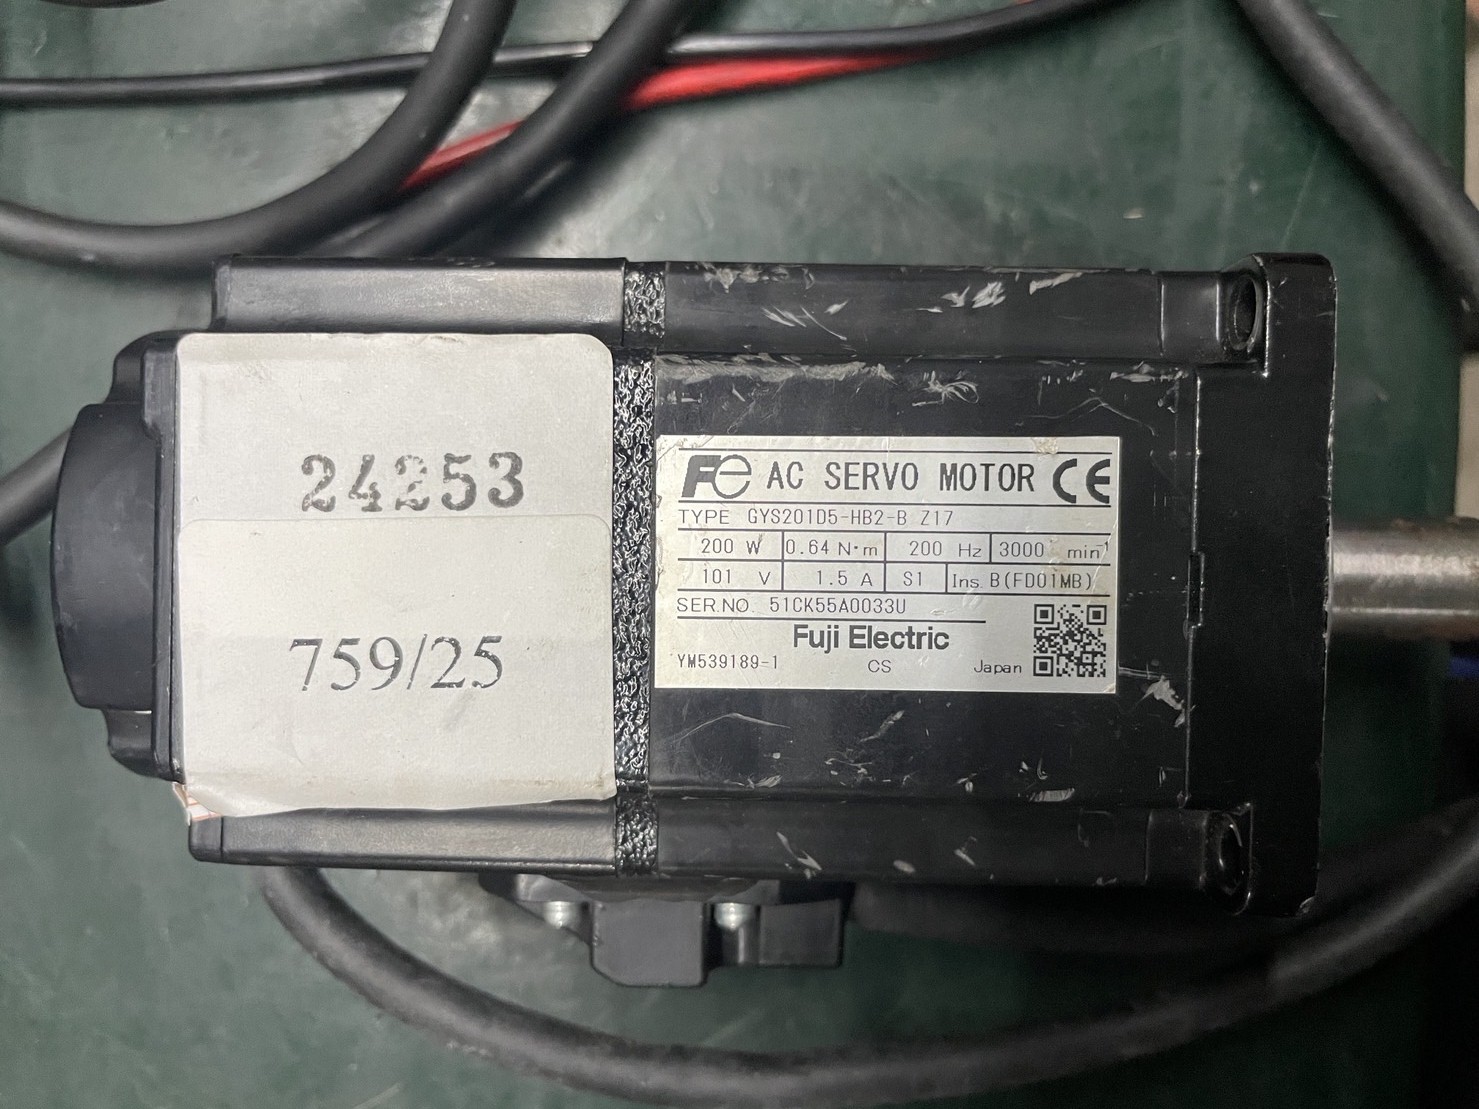 24253
759/25
Fe AC SERVO MOTOR CE
TYPE GYS201D5-HB2-B Z17
200 W 0.64 N·m 200 Hz 3000 min⁻¹
101 V 1.5 A S1 Ins. B(FD01MB)
SER.NO. 51CK55A0033U
Fuji Electric
YM539189-1 CS Japan